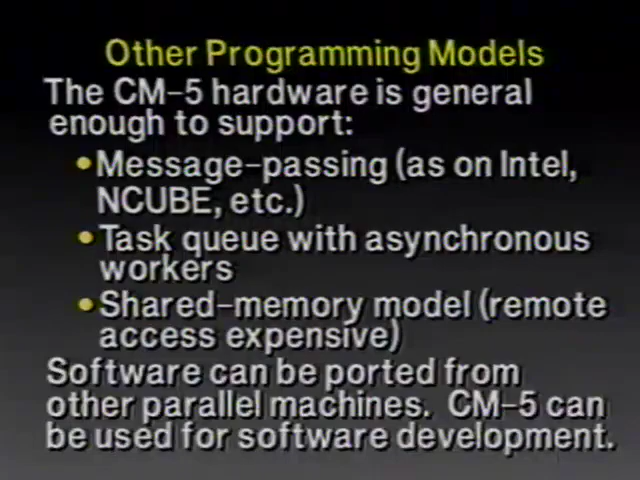 Other Programming Models
The CM-5 hardware is general
enough to support:
•Message-passing (as on Intel,
NCUBE, etc.)
•Task queue with asynchronous
workers
•Shared-memory model (remote
access expensive)
Software can be ported from
other parallel machines. CM-5 can
be used for software development.